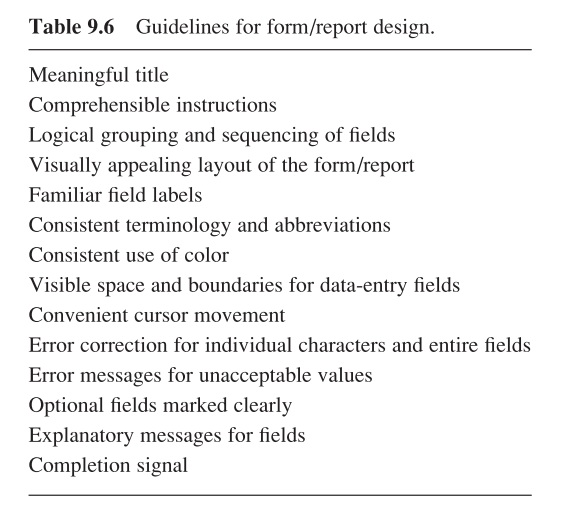 Table 9.6 Guidelines for form/report design.
Meaningful title
Comprehensible instructions
Logical grouping and sequencing of fields
Visually appealing layout of the form/report
Familiar field labels
Consistent terminology and abbreviations
Consistent use of color
Visible space and boundaries for data-entry fields
Convenient cursor movement
Error correction for individual characters and entire fields
Error messages for unacceptable values
Optional fields marked clearly
Explanatory messages for fields
Completion signal